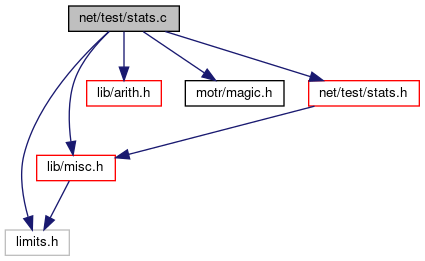 net/test/stats.c
lib/arith.h
motr/magic.h
net/test/stats.h
lib/misc.h
limits.h